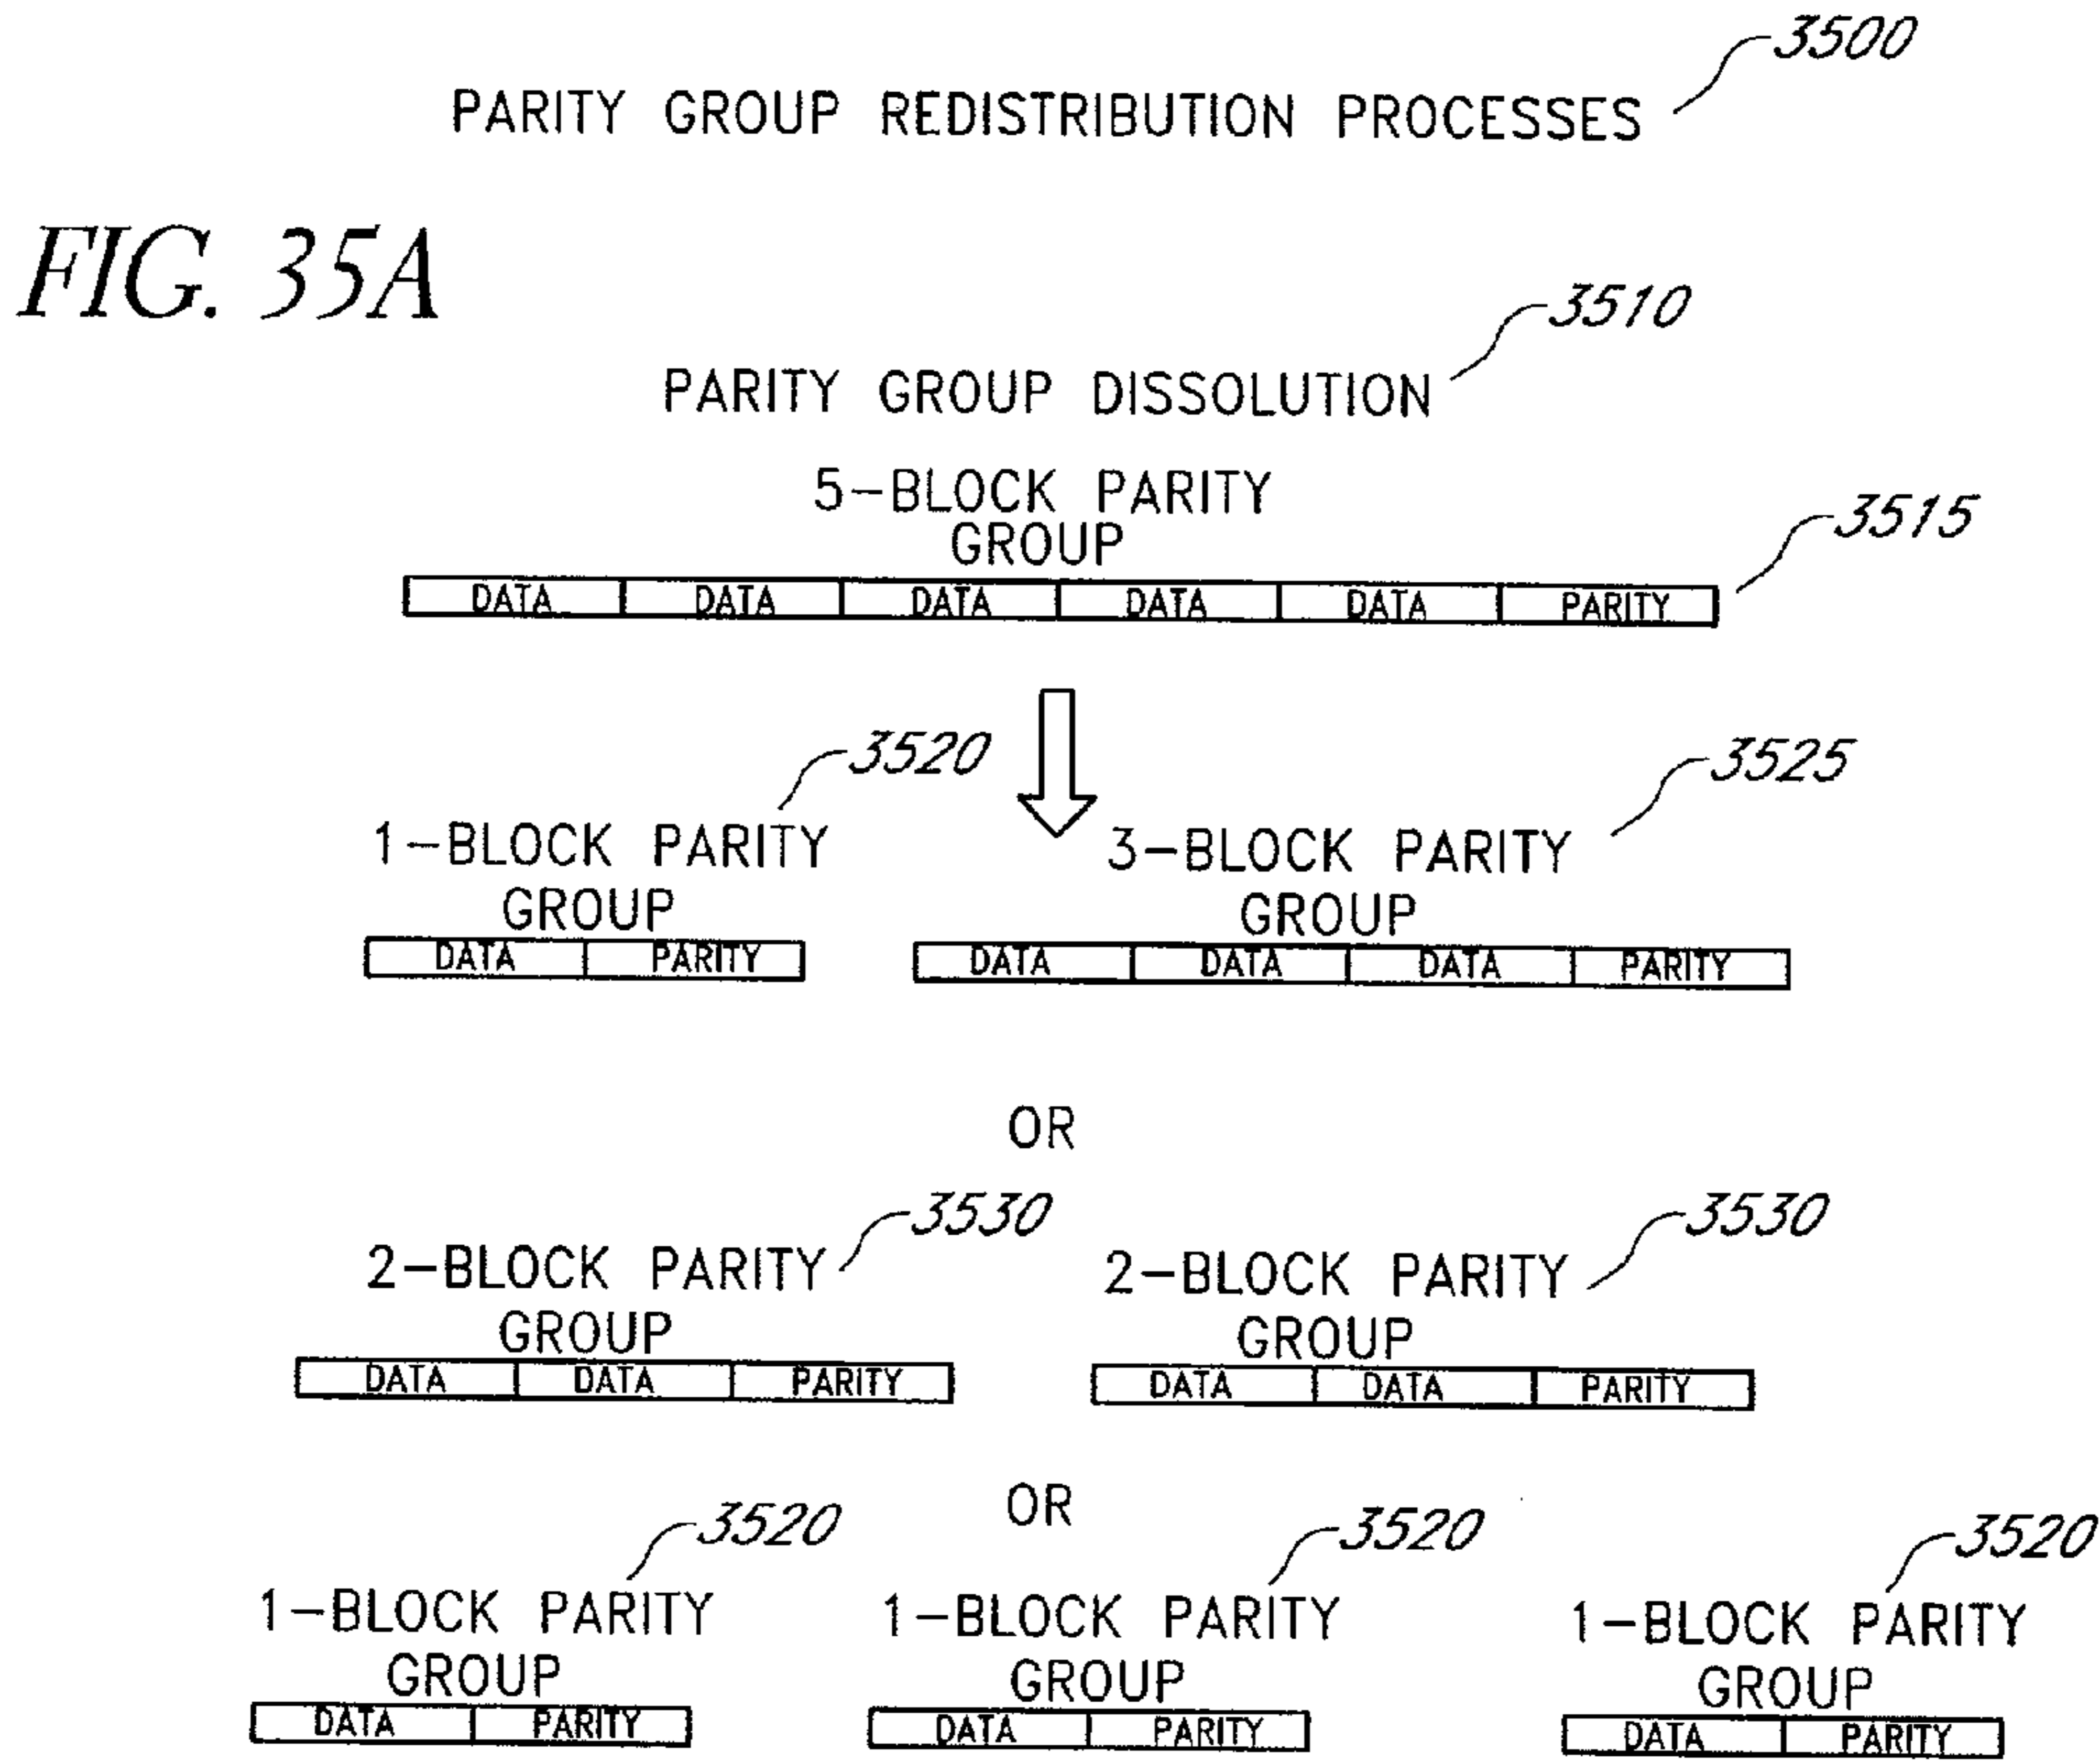 3500
PARITY GROUP REDISTRIBUTION PROCESSES
FIG. 35A
3510
PARITY GROUP DISSOLUTION
5-BLOCK PARITY
GROUP
3515
DATA DATA DATA DATA DATA PARITY
3520 3525
1-BLOCK PARITY 3-BLOCK PARITY
GROUP GROUP
DATA PARITY DATA DATA DATA PARITY
OR
3530 3530
2-BLOCK PARITY 2-BLOCK PARITY
GROUP GROUP
DATA DATA PARITY DATA DATA PARITY
OR
3520 3520 3520
1-BLOCK PARITY 1-BLOCK PARITY 1-BLOCK PARITY
GROUP GROUP GROUP
DATA PARITY DATA PARITY DATA PARITY